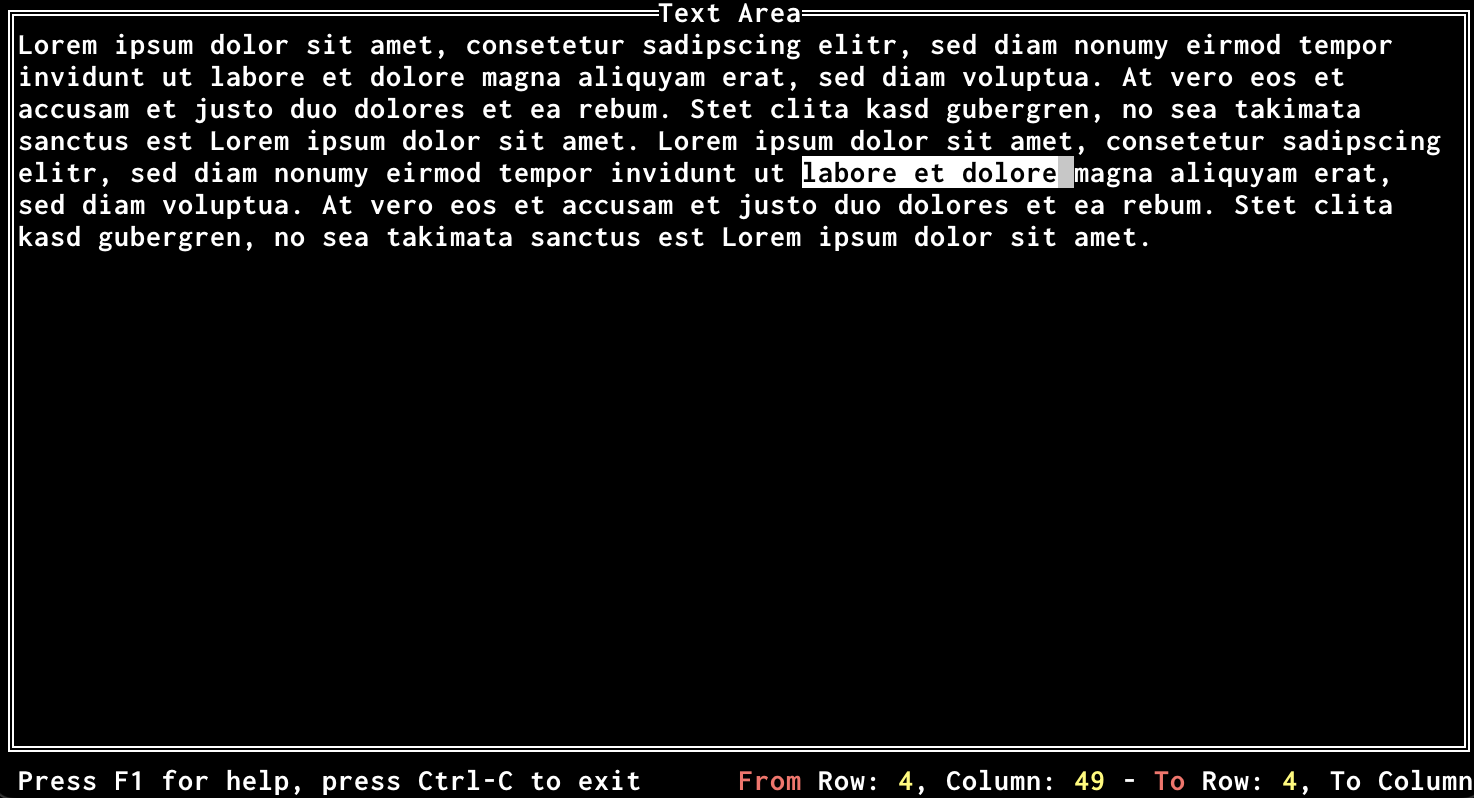 Text Area
Lorem ipsum dolor sit amet, consetetur sadipscing elitr, sed diam nonumy eirmod tempor
invidunt ut labore et dolore magna aliquyam erat, sed diam voluptua. At vero eos et
accusam et justo duo dolores et ea rebum. Stet clita kasd gubergren, no sea takimata
sanctus est Lorem ipsum dolor sit amet. Lorem ipsum dolor sit amet, consetetur sadipscing
elitr, sed diam nonumy eirmod tempor invidunt ut labore et dolore magna aliquyam erat,
sed diam voluptua. At vero eos et accusam et justo duo dolores et ea rebum. Stet clita
kasd gubergren, no sea takimata sanctus est Lorem ipsum dolor sit amet.
Press F1 for help, press Ctrl-C to exit From Row: 4, Column: 49 - To Row: 4, To Column